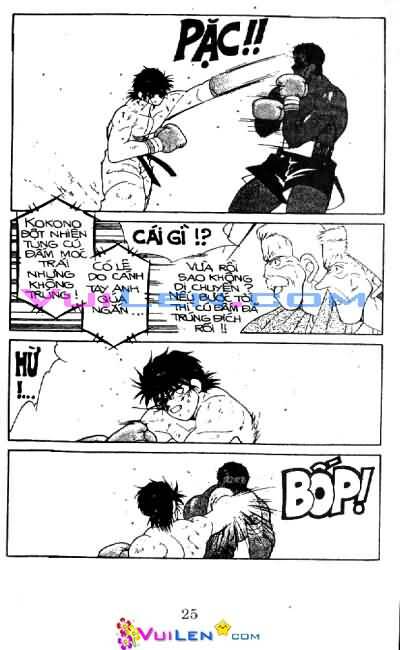 PẶC!!
KOKONO
ĐỘT NHIÊN
TUNG CÚ
ĐẤM MÓC
TRÁI
NHƯNG
KHÔNG
TRÚNG!
CÓ LẼ
DO CÁNH
TAY ANH
QUÁ
NGẮN...
CÁI GÌ!?
VỪA RỒI
SAO KHÔNG
DI CHUYỂN?
NẾU BƯỚC TỚI
THÌ CÚ ĐẤM ĐÃ
TRÚNG ĐÍCH
RỒI!!
VUILEN.COM
HỪ
!...
BỐP!
25
VUILEN.COM